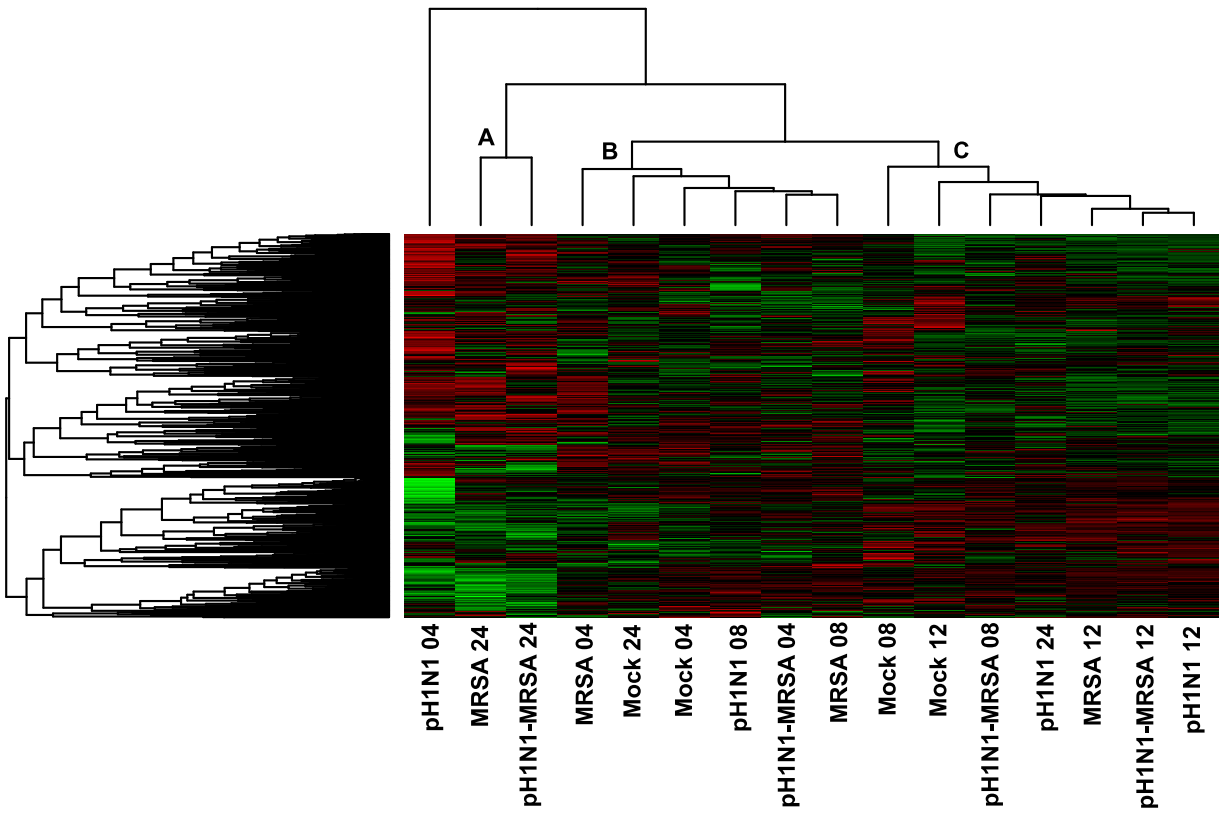 A
B
C
pH1N1 04
MRSA 24
pH1N1-MRSA 24
MRSA 04
Mock 24
Mock 04
pH1N1 08
pH1N1-MRSA 04
MRSA 08
Mock 08
Mock 12
pH1N1-MRSA 08
pH1N1 24
MRSA 12
pH1N1-MRSA 12
pH1N1 12